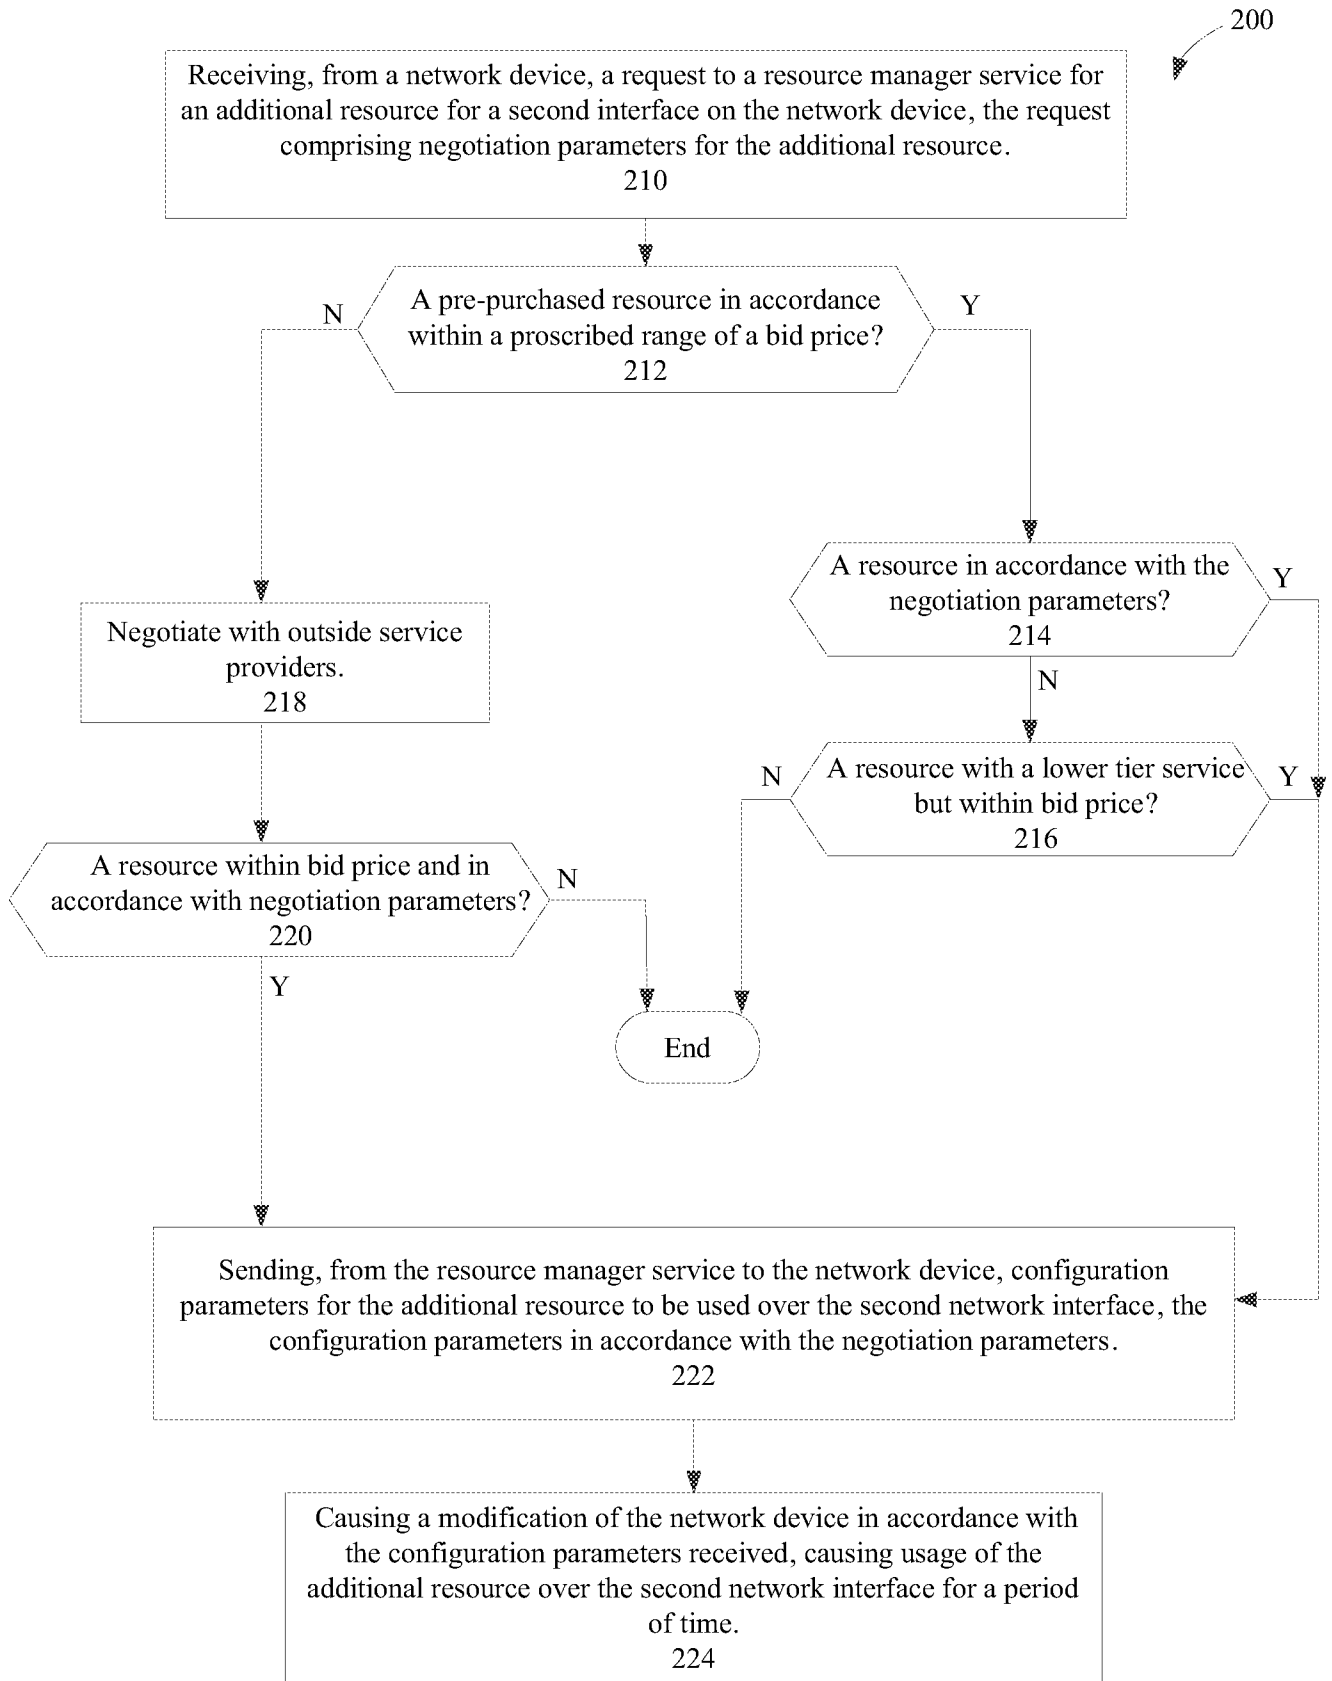 200
Receiving, from a network device, a request to a resource manager service for
an additional resource for a second interface on the network device, the request
comprising negotiation parameters for the additional resource.
210
N
A pre-purchased resource in accordance
within a proscribed range of a bid price?
212
Y
A resource in accordance with the
negotiation parameters?
214
Y
N
Negotiate with outside service
providers.
218
N
A resource with a lower tier service
but within bid price?
216
Y
A resource within bid price and in
accordance with negotiation parameters?
220
N
Y
End
Sending, from the resource manager service to the network device, configuration
parameters for the additional resource to be used over the second network interface, the
configuration parameters in accordance with the negotiation parameters.
222
Causing a modification of the network device in accordance with
the configuration parameters received, causing usage of the
additional resource over the second network interface for a period
of time.
224